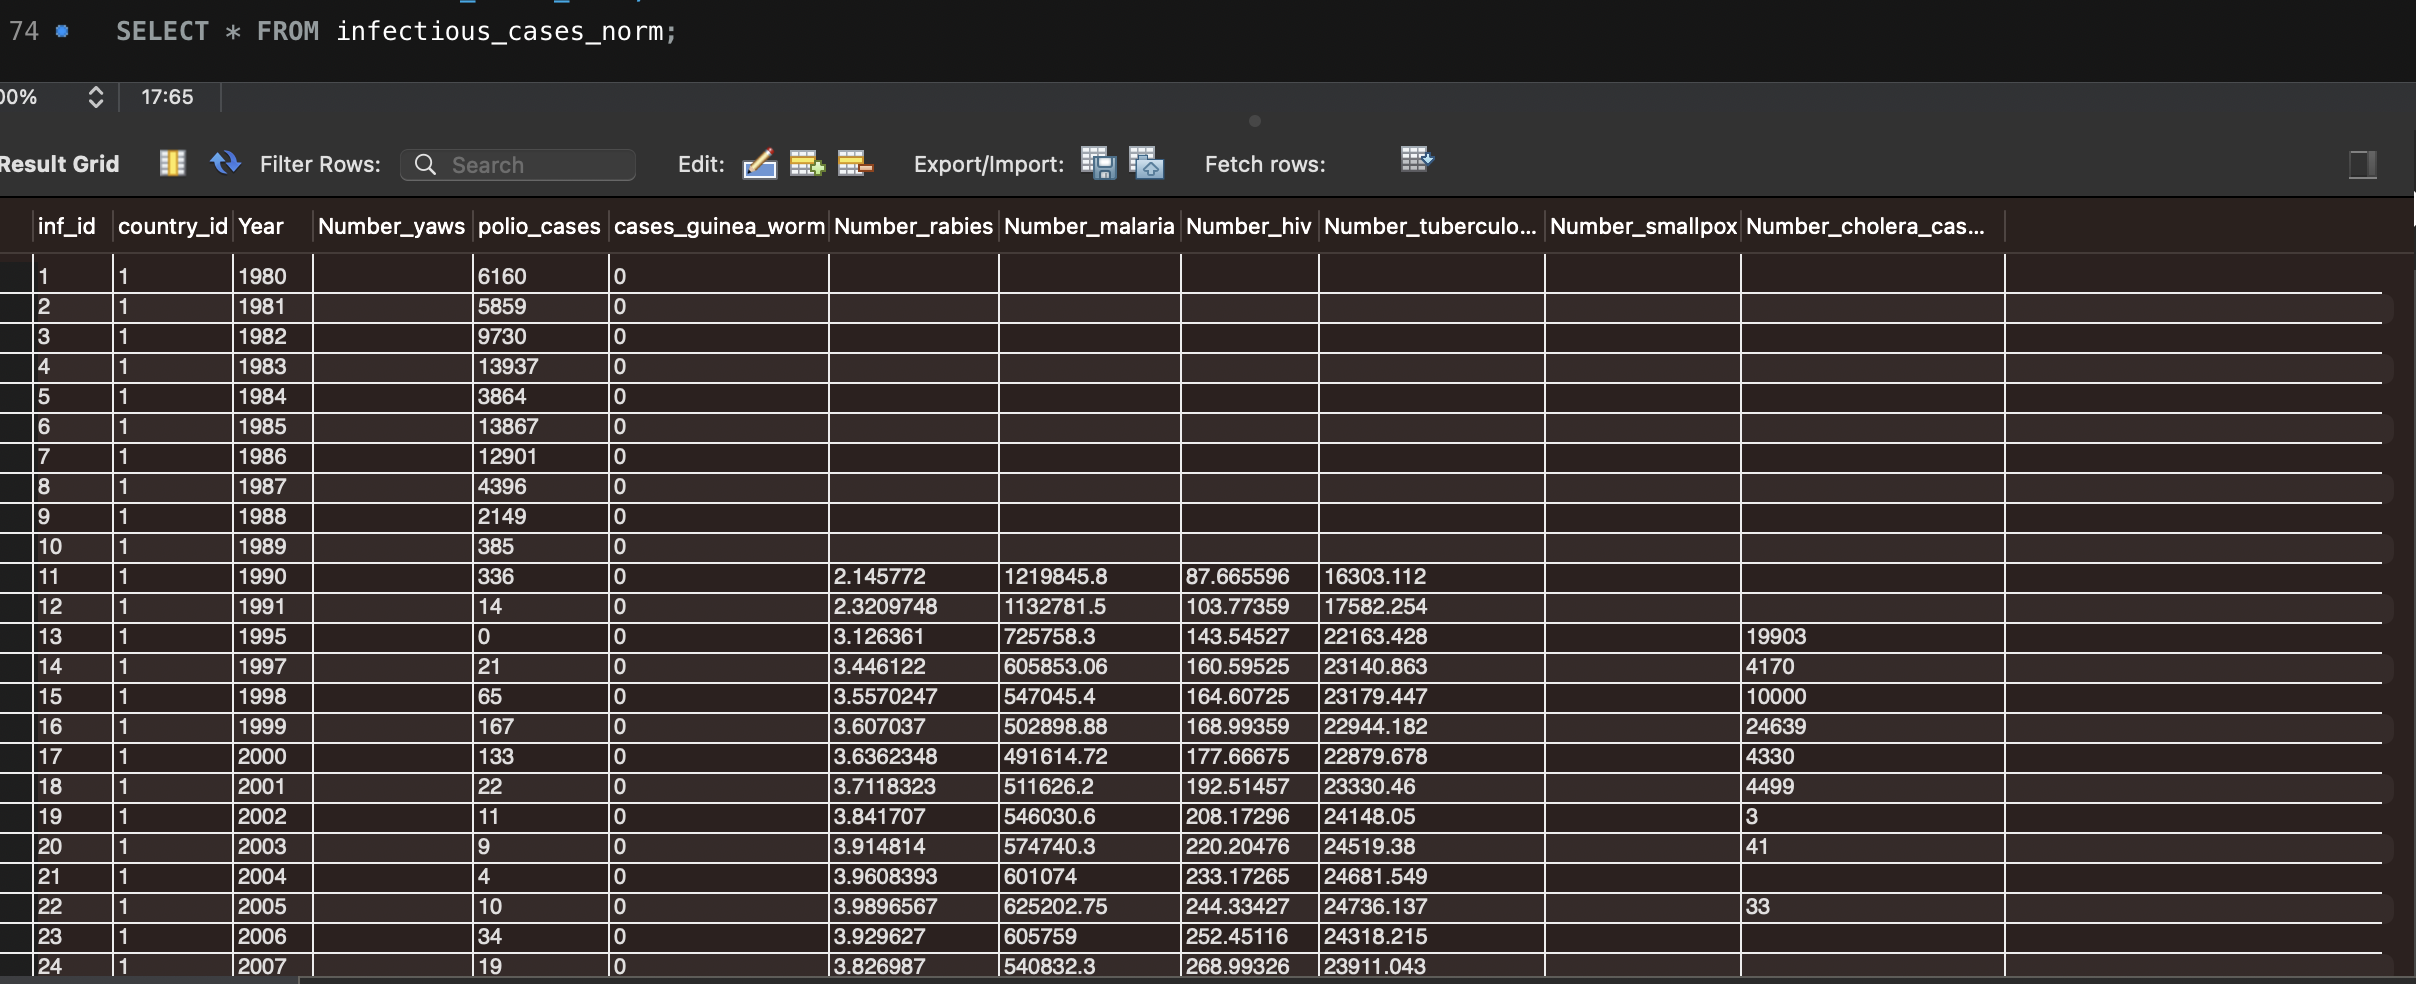 74 SELECT * FROM infectious_cases_norm;
00% 17:65
Result Grid Filter Rows: Search Edit: Export/Import: Fetch rows:
inf_id country_id Year Number_yaws polio_cases cases_guinea_worm Number_rabies Number_malaria Number_hiv Number_tuberculo... Number_smallpox Number_cholera_cas...
1 1 1980 6160 0
2 1 1981 5859 0
3 1 1982 9730 0
4 1 1983 13937 0
5 1 1984 3864 0
6 1 1985 13867 0
7 1 1986 12901 0
8 1 1987 4396 0
9 1 1988 2149 0
10 1 1989 385 0
11 1 1990 336 0 2.145772 1219845.8 87.665596 16303.112
12 1 1991 14 0 2.3209748 1132781.5 103.77359 17582.254
13 1 1995 0 0 3.126361 725758.3 143.54527 22163.428 19903
14 1 1997 21 0 3.446122 605853.06 160.59525 23140.863 4170
15 1 1998 65 0 3.5570247 547045.4 164.60725 23179.447 10000
16 1 1999 167 0 3.607037 502898.88 168.99359 22944.182 24639
17 1 2000 133 0 3.6362348 491614.72 177.66675 22879.678 4330
18 1 2001 22 0 3.7118323 511626.2 192.51457 23330.46 4499
19 1 2002 11 0 3.841707 546030.6 208.17296 24148.05 3
20 1 2003 9 0 3.914814 574740.3 220.20476 24519.38 41
21 1 2004 4 0 3.9608393 601074 233.17265 24681.549
22 1 2005 10 0 3.9896567 625202.75 244.33427 24736.137 33
23 1 2006 34 0 3.929627 605759 252.45116 24318.215
24 1 2007 19 0 3.826987 540832.3 268.99326 23911.043